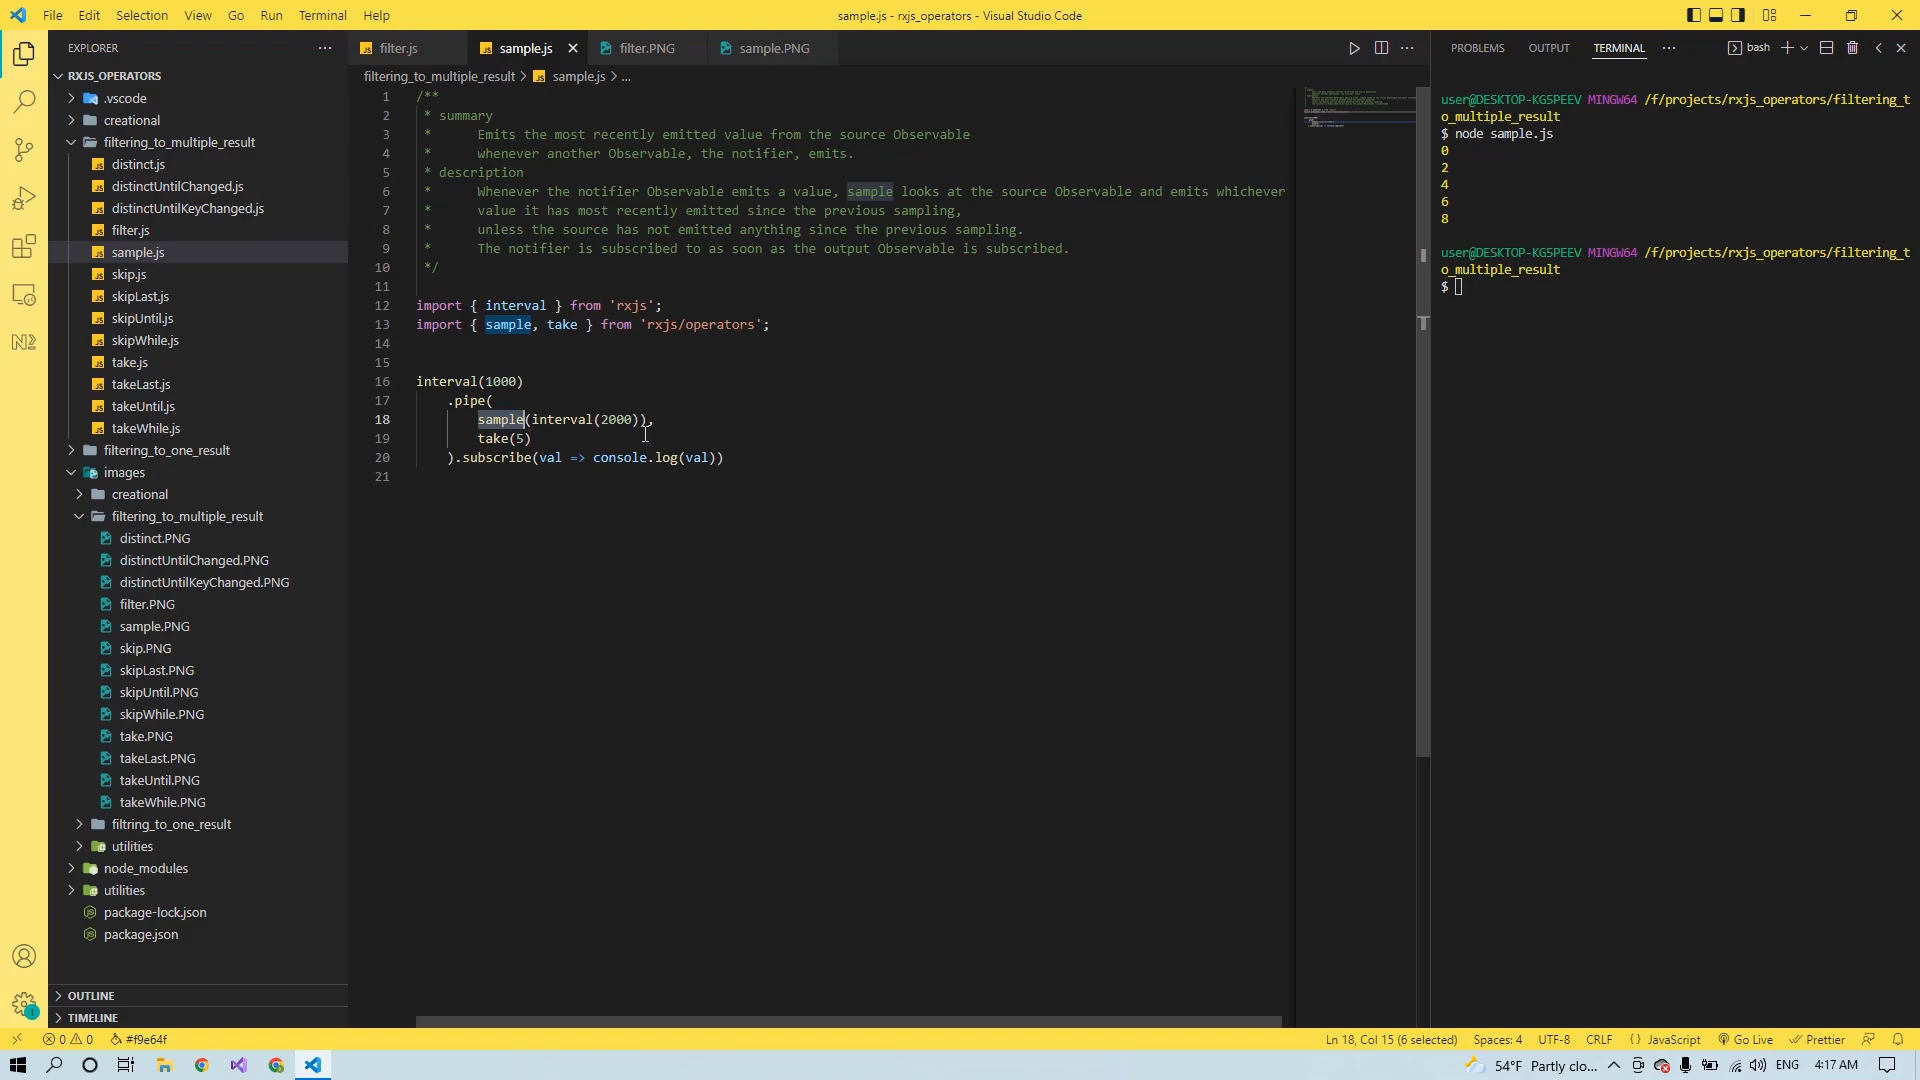 File Edit Selection View Go Run Terminal Help
sample.js - rxjs_operators - Visual Studio Code
EXPLORER
RXJS_OPERATORS
.vscode
creational
filtering_to_multiple_result
distinct.js
distinctUntilChanged.js
distinctUntilKeyChanged.js
filter.js
sample.js
skip.js
skipLast.js
skipUntil.js
skipWhile.js
take.js
takeLast.js
takeUntil.js
takeWhile.js
filtering_to_one_result
images
creational
filtering_to_multiple_result
distinct.PNG
distinctUntilChanged.PNG
distinctUntilKeyChanged.PNG
filter.PNG
sample.PNG
skip.PNG
skipLast.PNG
skipUntil.PNG
skipWhile.PNG
take.PNG
takeLast.PNG
takeUntil.PNG
takeWhile.PNG
filtring_to_one_result
utilities
node_modules
utilities
package-lock.json
package.json
OUTLINE
TIMELINE
filter.js sample.js filter.PNG sample.PNG
filtering_to_multiple_result > sample.js > ...
1 /**
2 * summary
3 * Emits the most recently emitted value from the source Observable
4 * whenever another Observable, the notifier, emits.
5 * description
6 * Whenever the notifier Observable emits a value, sample looks at the source Observable and emits whichever
7 * value it has most recently emitted since the previous sampling,
8 * unless the source has not emitted anything since the previous sampling.
9 * The notifier is subscribed to as soon as the output Observable is subscribed.
10 */
11
12 import { interval } from 'rxjs';
13 import { sample, take } from 'rxjs/operators';
14
15
16 interval(1000)
17 .pipe(
18 sample(interval(2000)),
19 take(5)
20 ).subscribe(val => console.log(val))
21
PROBLEMS OUTPUT TERMINAL ... bash
user@DESKTOP-KG5PEEV MINGW64 /f/projects/rxjs_operators/filtering_t
o_multiple_result
$ node sample.js
0
2
4
6
8
user@DESKTOP-KG5PEEV MINGW64 /f/projects/rxjs_operators/filtering_t
o_multiple_result
$
0 0 #f9e64f
Ln 18, Col 15 (6 selected) Spaces: 4 UTF-8 CRLF { } JavaScript Go Live Prettier
54°F Partly clo... ENG 4:17 AM